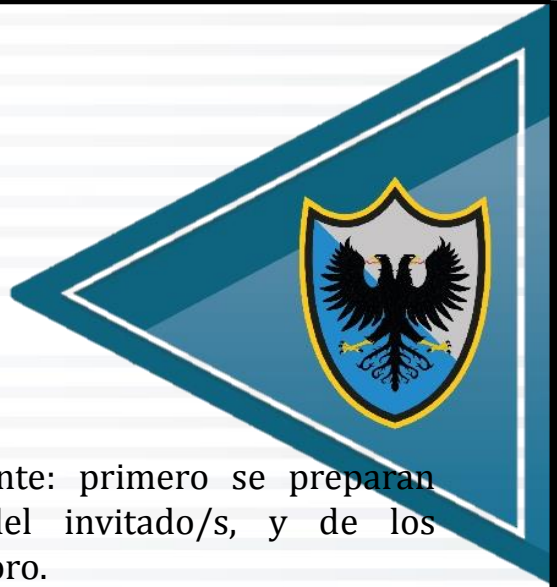 nte: primero se preparan
del invitado/s, y de los
oro.